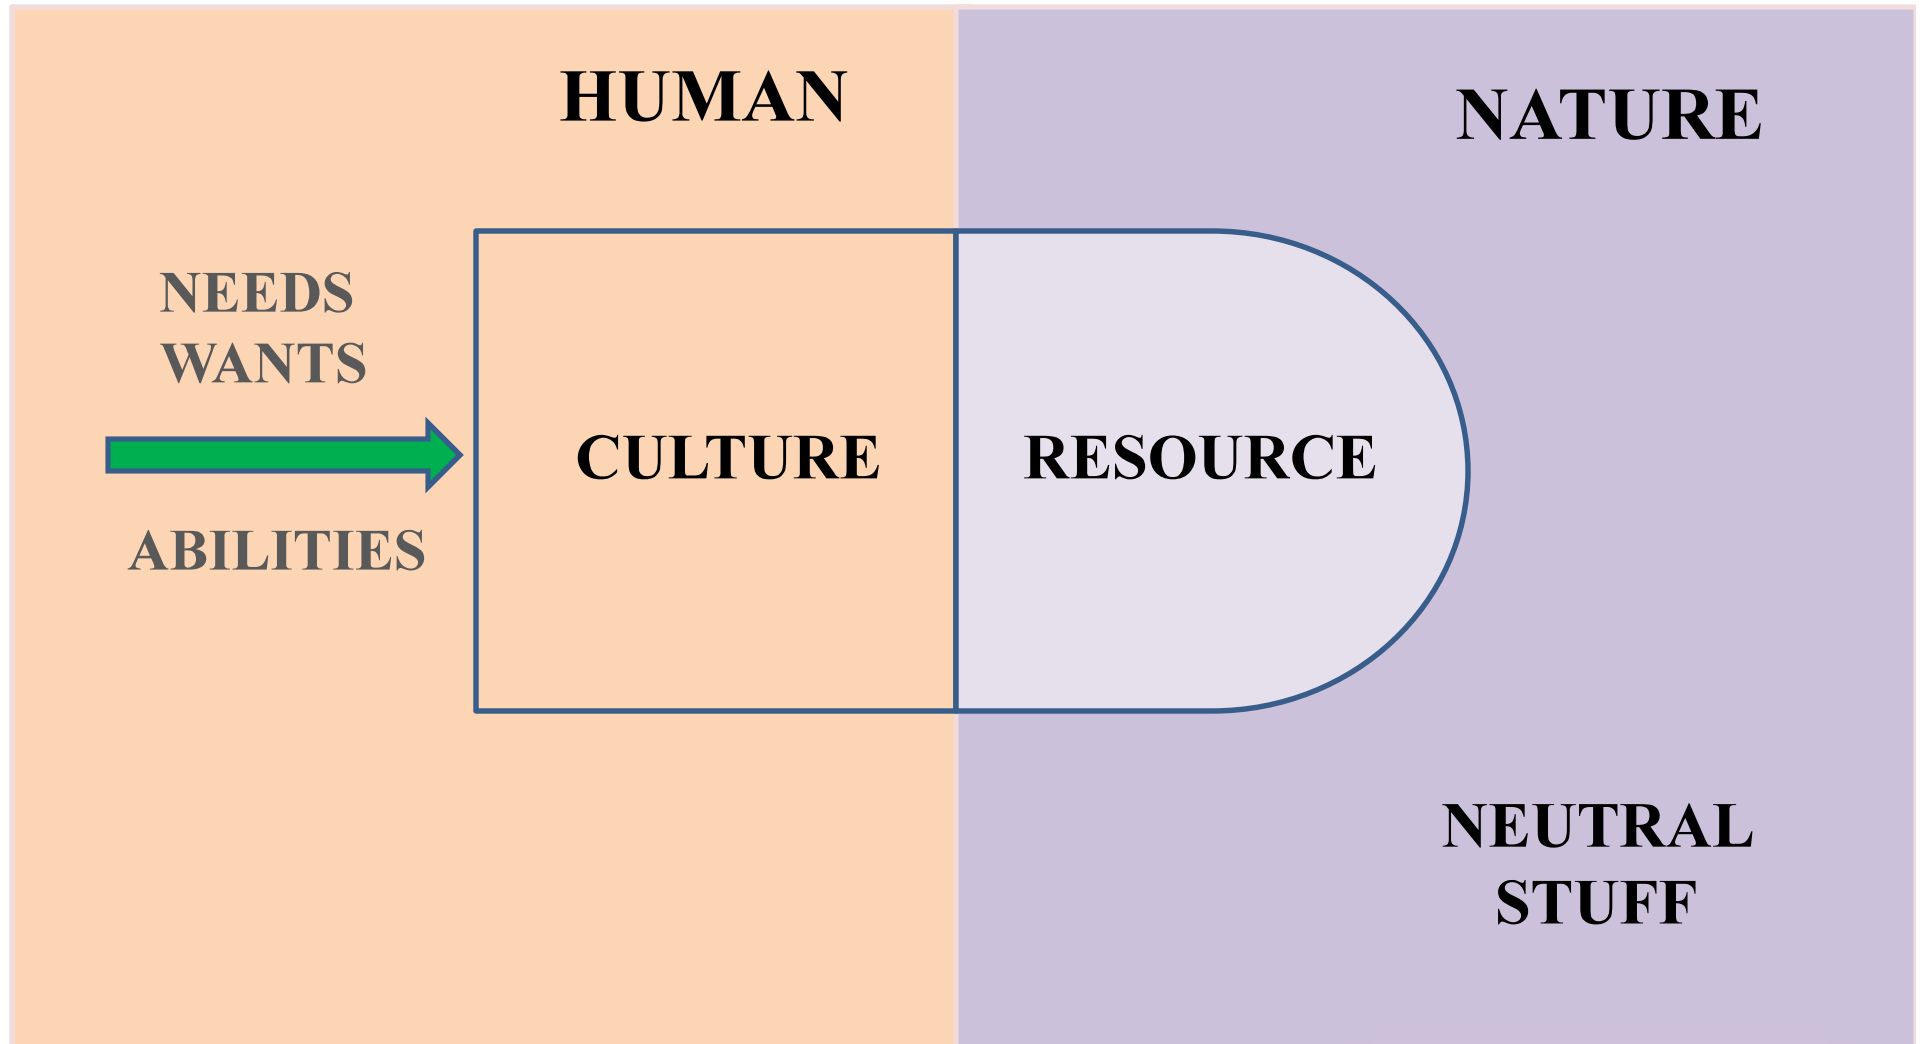 HUMAN
NATURE
NEEDS
WANTS
CULTURE
RESOURCE
ABILITIES
NEUTRAL
STUFF